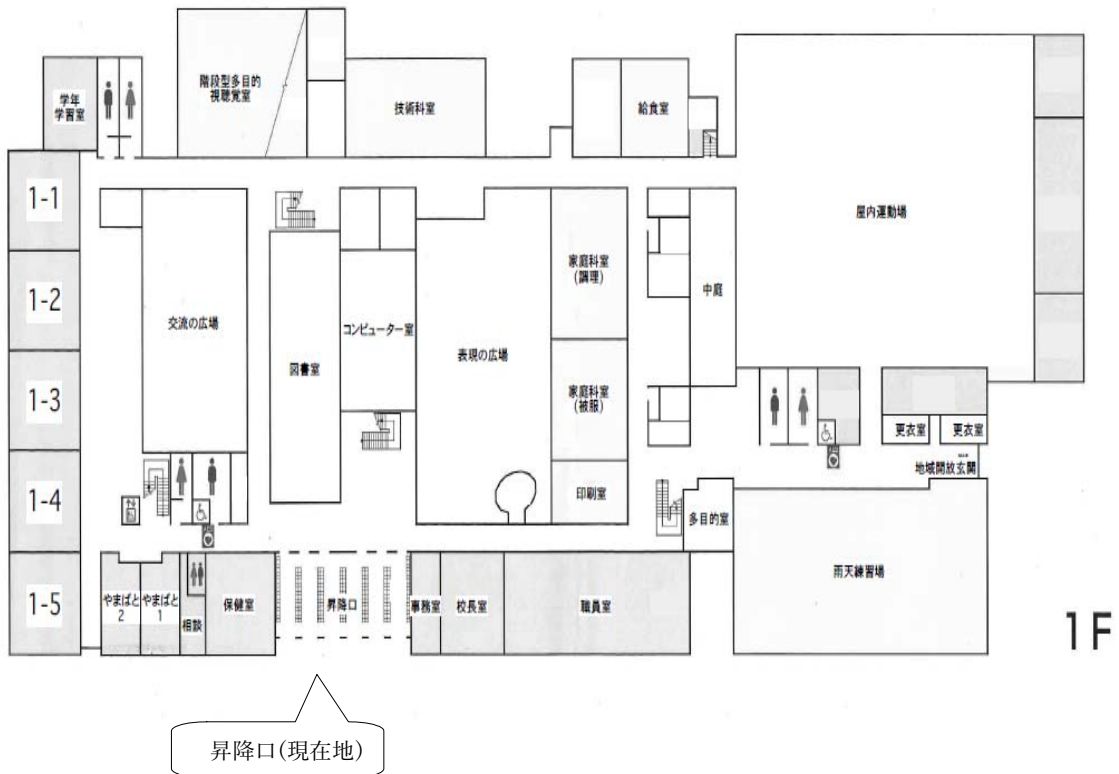 階段型多目的
視聴覚室
学年
学習室
技術科室
給食室
1-1
屋内運動場
家庭科室
(調理)
1-2
中庭
交流の広場
コンピューター室
表現の広場
図書室
1-3
家庭科室
(被服)
更衣室
更衣室
地域開放玄関
1-4
印刷室
多目的室
雨天練習場
1-5
やまばと
2
やまばと
1
相談
保健室
昇降口
事務室
校長室
職員室
1F
昇降口(現在地)